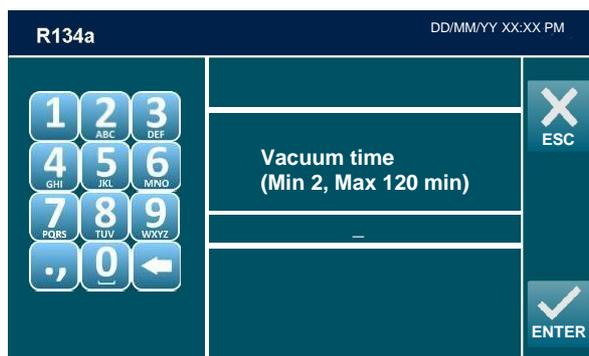 R134a
DD/MM/YY XX:XX PM
1 2 3
ABC DEF
4 5 6
GHI JKL MNO
7 8 9
PQRS TUV WXYZ
., 0
Vacuum time
(Min 2, Max 120 min)
_
ESC
ENTER